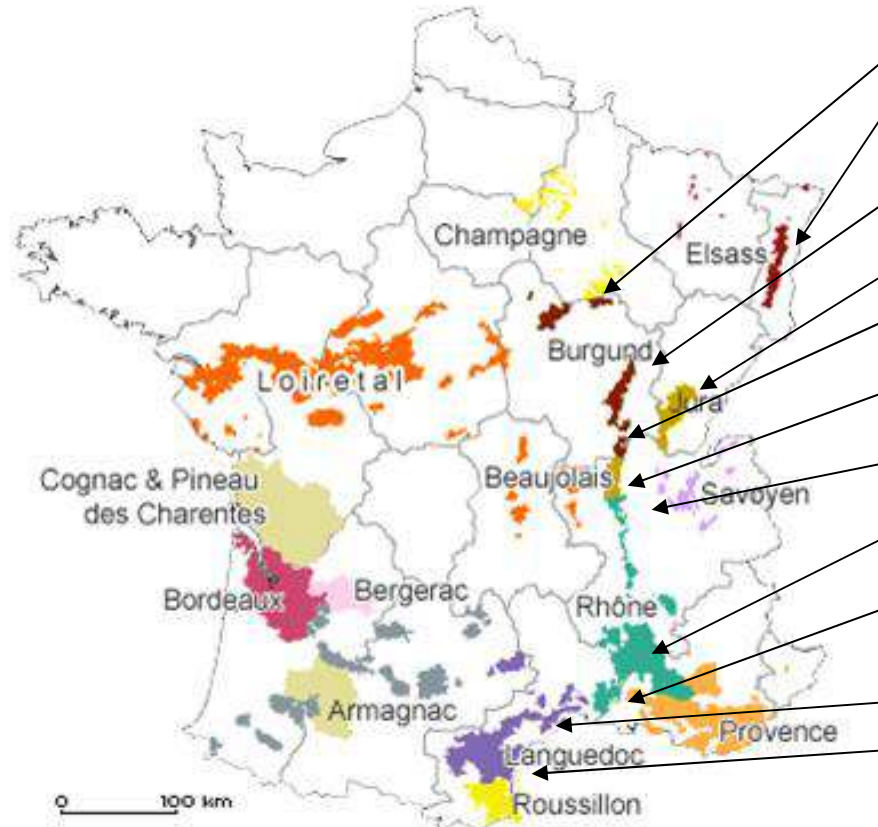 Champagne
Elsass
Burgund
Loiretal
Jura
Beaujolais
Savoyen
Cognac & Pineau
des Charentes
Bordeaux
Bergerac
Rhône
Armagnac
Provence
Languedoc
Roussillon
0 100 km